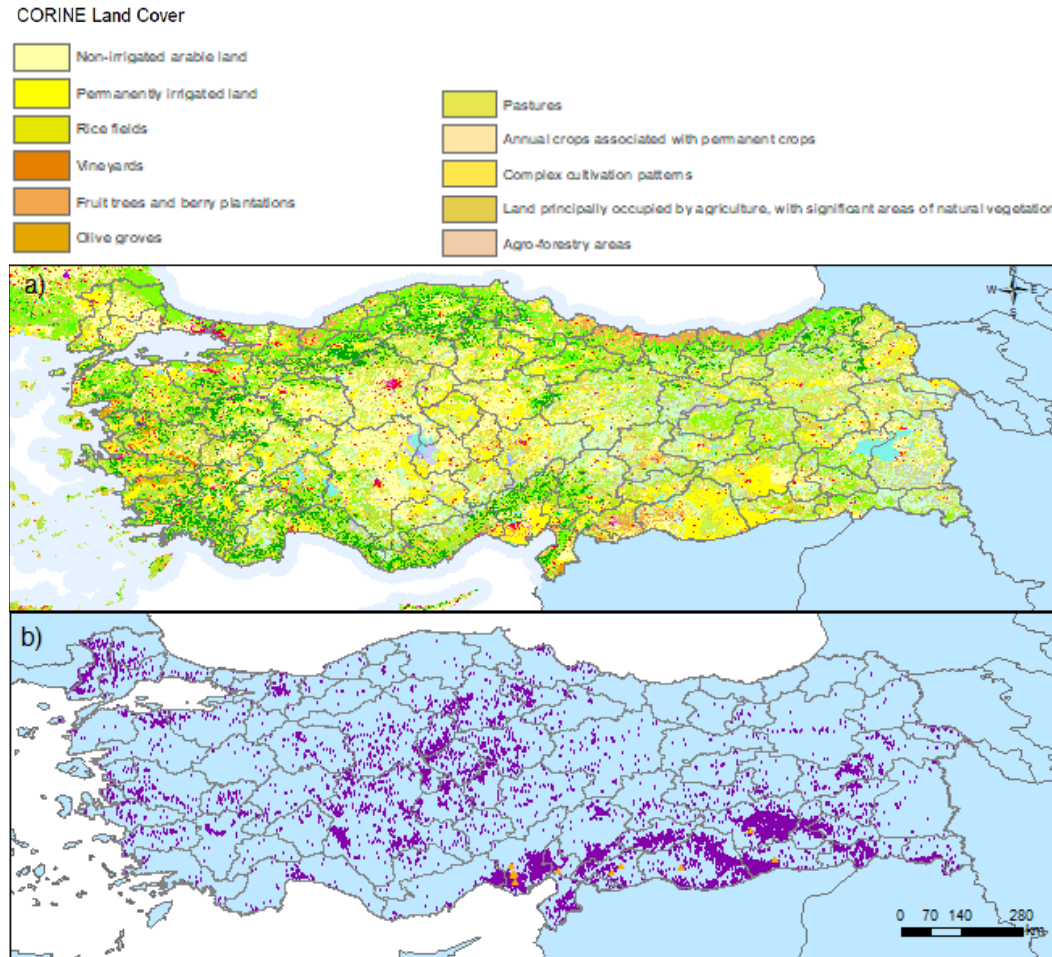 CORINE Land Cover
Non-irrigated arable land
Permanently irrigated land
Rice fields
Vineyards
Fruit trees and berry plantations
Olive groves
Pastures
Annual crops associated with permanent crops
Complex cultivation patterns
Land principally occupied by agriculture, with significant areas of natural vegetation
Agro-forestry areas
a)
N
W E
S
b)
0 70 140 280
km